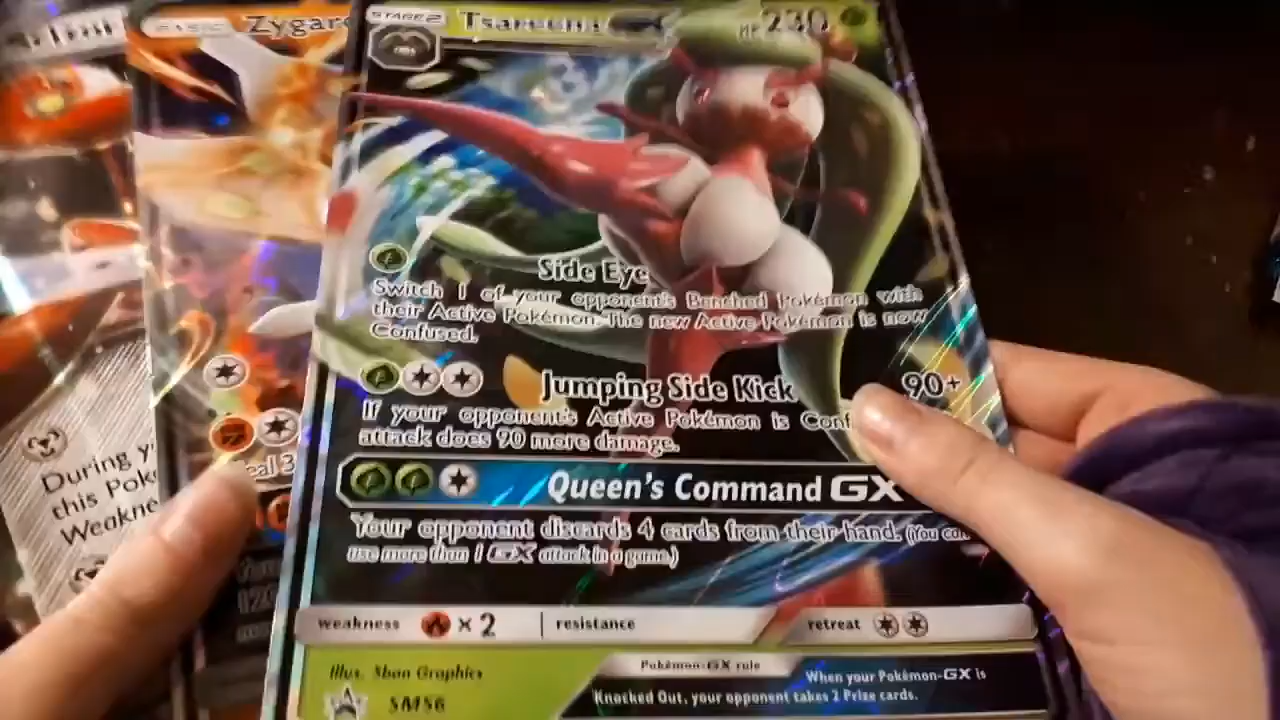 STAGE 2 Tsareena GX HP 230
BASIC Zygar
Side Eye
Switch 1 of your opponent's Benched Pokémon with
their Active Pokémon. The new Active Pokémon is now
Confused.
Jumping Side Kick 90+
If your opponent's Active Pokémon is Conf
attack does 90 more damage.
Queen's Command GX
Your opponent discards 4 cards from their hand. (You can
use more than 1 GX attack in a game.)
weakness ×2 resistance retreat
Illus. 5ban Graphics
SM56
Pokémon-GX rule
When your Pokémon-GX is
Knocked Out, your opponent takes 2 Prize cards.
During y
this Pok
Weakne
eal 3
120